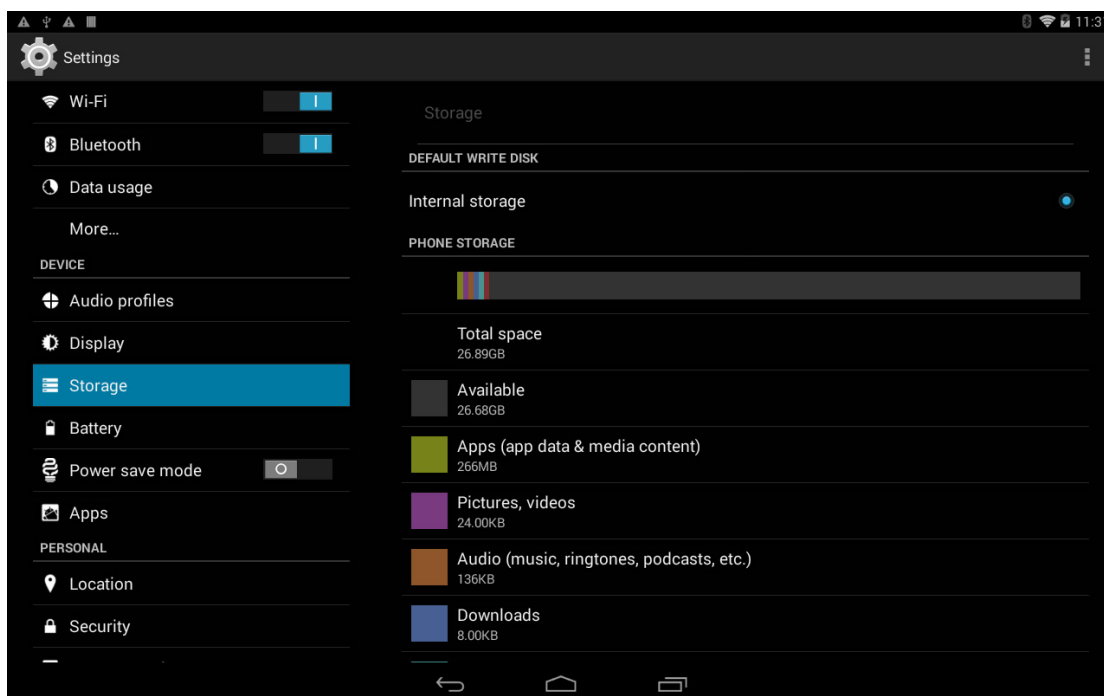 11:3
Settings
Wi-Fi
Bluetooth
Data usage
More...
DEVICE
Audio profiles
Display
Storage
Battery
Power save mode
Apps
PERSONAL
Location
Security
Storage
DEFAULT WRITE DISK
Internal storage
PHONE STORAGE
Total space
26.89GB
Available
26.68GB
Apps (app data & media content)
266MB
Pictures, videos
24.00KB
Audio (music, ringtones, podcasts, etc.)
136KB
Downloads
8.00KB